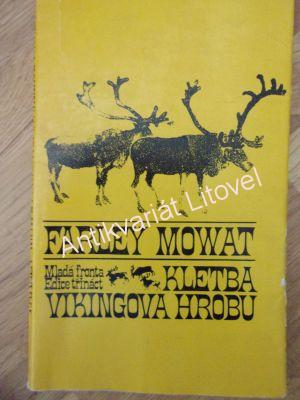 FARLEY MOWAT
Mladá fronta
Edice třináct
KLETBA
VIKINGOVA HROBU
Antikvariát Litovel